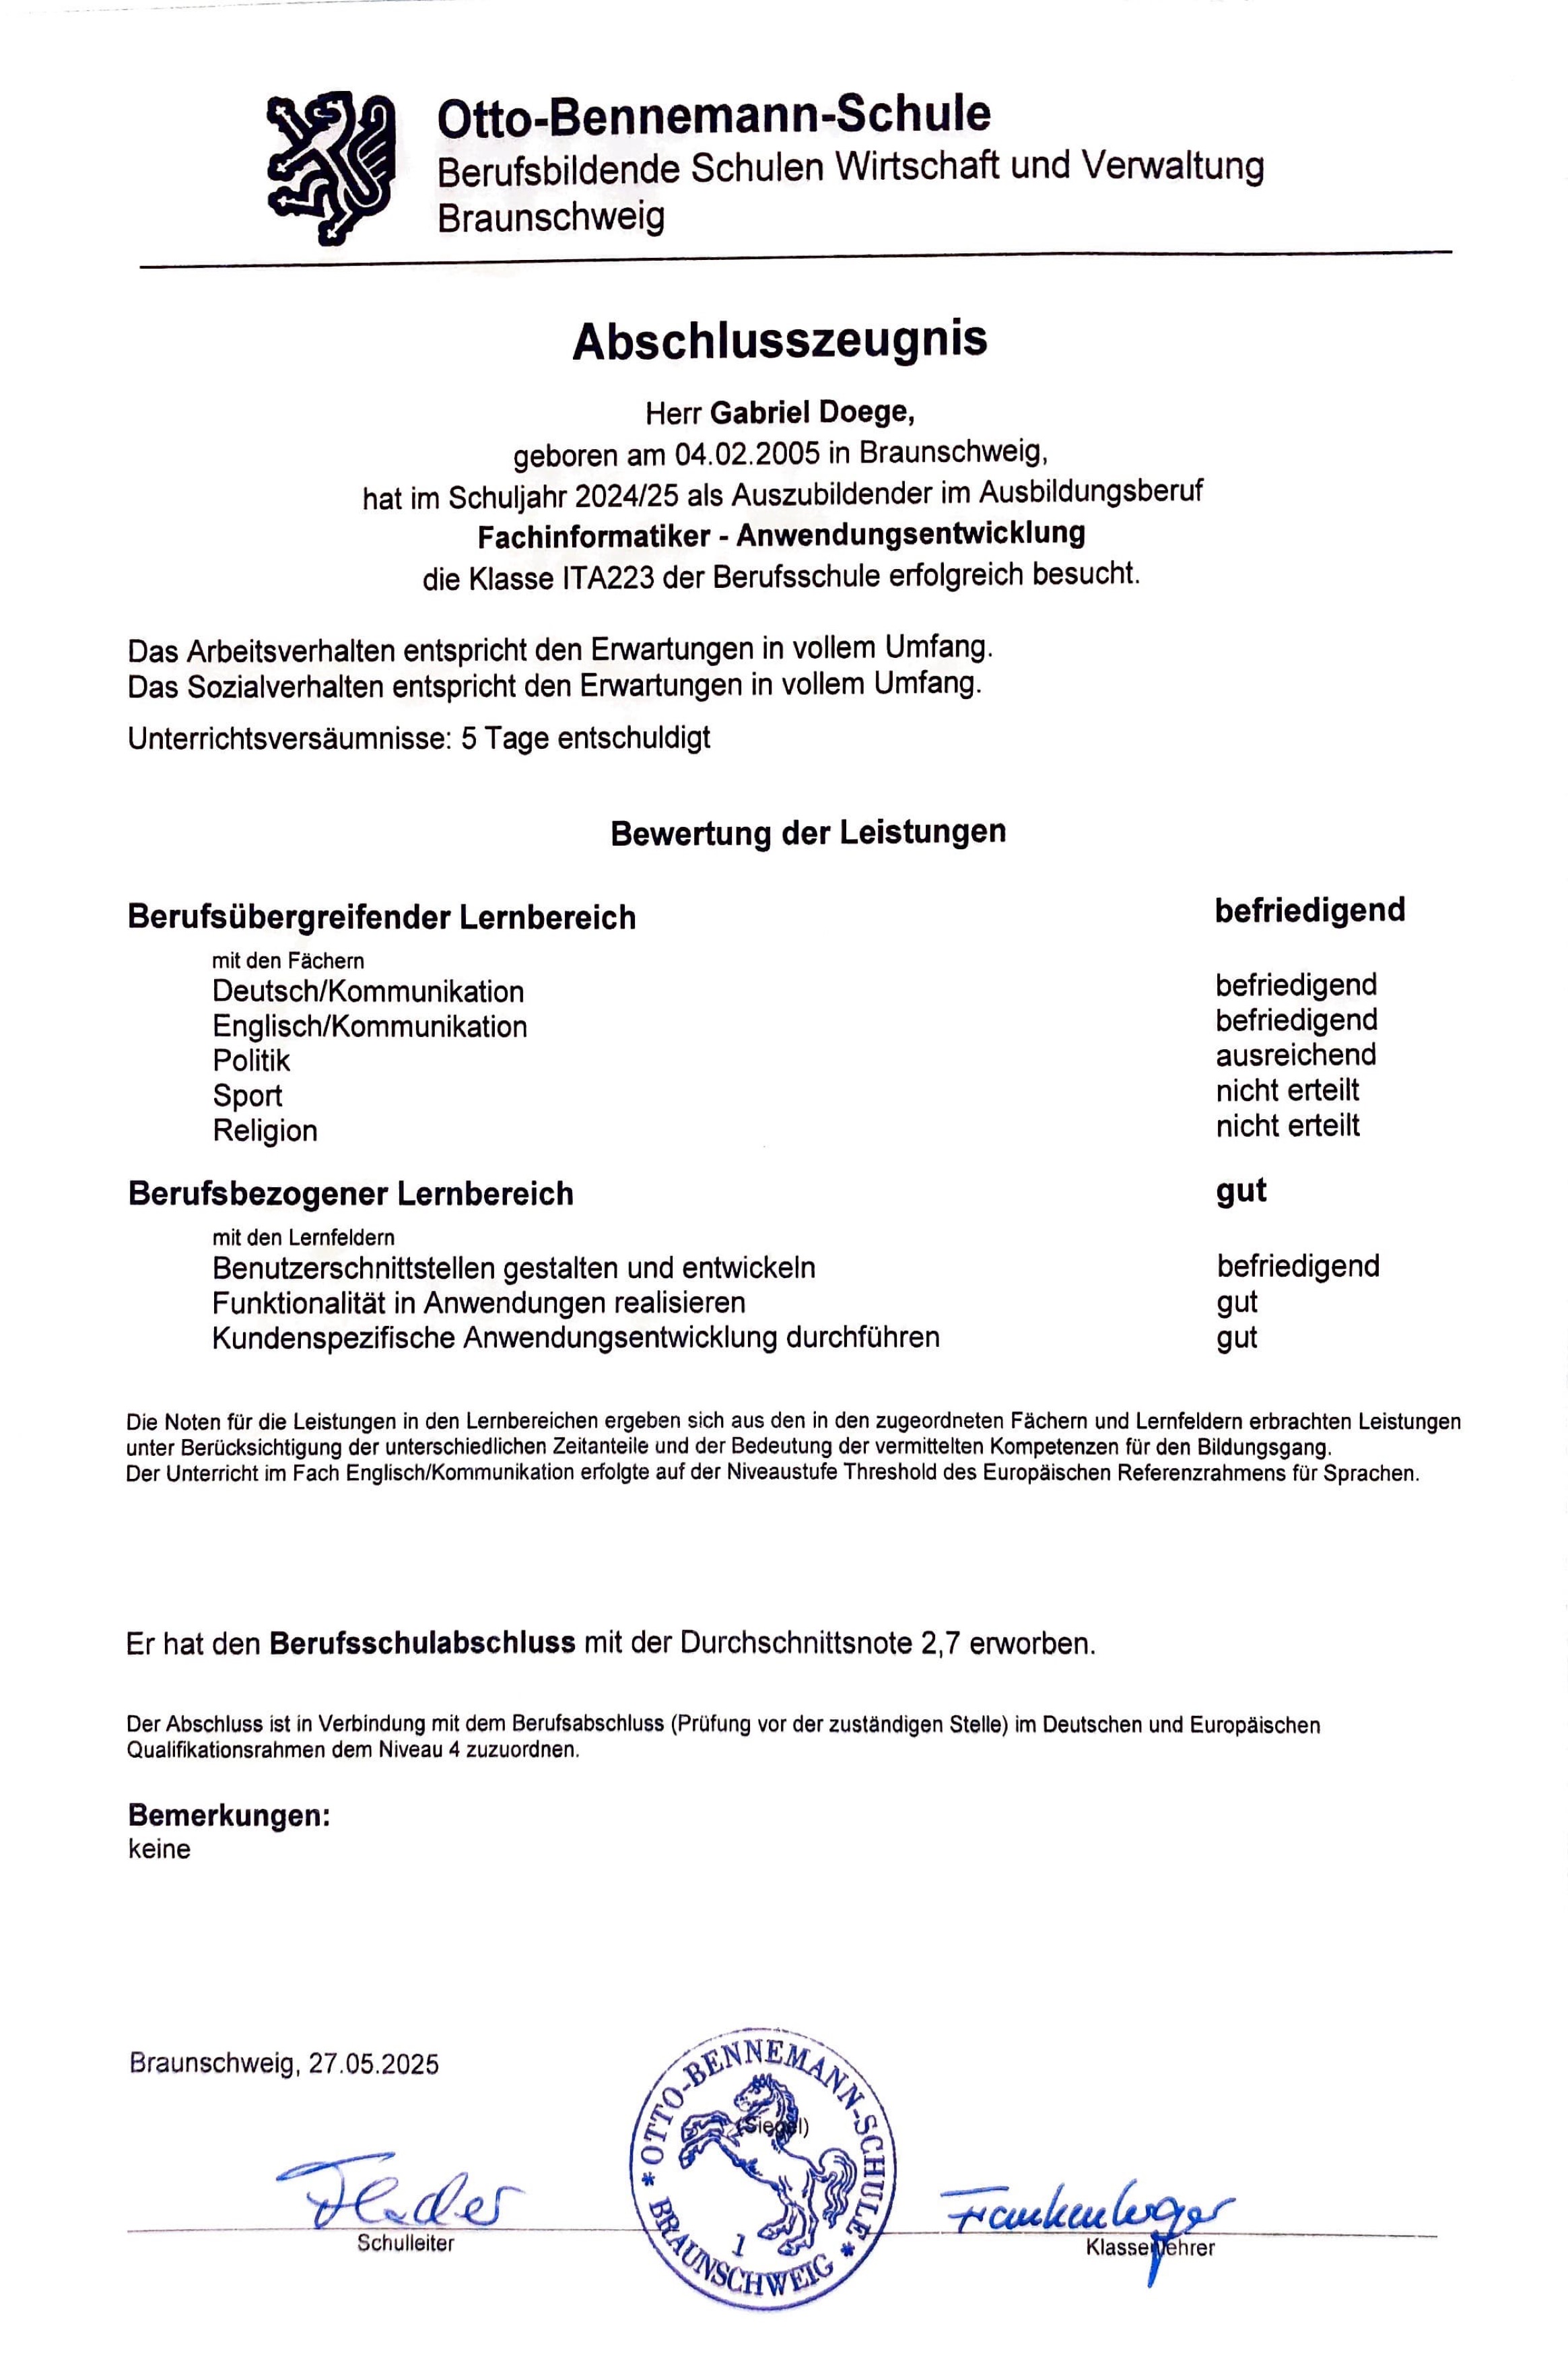 Otto-Bennemann-Schule
Berufsbildende Schulen Wirtschaft und Verwaltung
Braunschweig
Abschlusszeugnis
Herr Gabriel Doege,
geboren am 04.02.2005 in Braunschweig,
hat im Schuljahr 2024/25 als Auszubildender im Ausbildungsberuf
Fachinformatiker - Anwendungsentwicklung
die Klasse ITA223 der Berufsschule erfolgreich besucht.
Das Arbeitsverhalten entspricht den Erwartungen in vollem Umfang.
Das Sozialverhalten entspricht den Erwartungen in vollem Umfang.
Unterrichtsversäumnisse: 5 Tage entschuldigt
Bewertung der Leistungen
Berufsübergreifender Lernbereich befriedigend
mit den Fächern
Deutsch/Kommunikation befriedigend
Englisch/Kommunikation befriedigend
Politik ausreichend
Sport nicht erteilt
Religion nicht erteilt
Berufsbezogener Lernbereich gut
mit den Lernfeldern
Benutzerschnittstellen gestalten und entwickeln befriedigend
Funktionalität in Anwendungen realisieren gut
Kundenspezifische Anwendungsentwicklung durchführen gut
Die Noten für die Leistungen in den Lernbereichen ergeben sich aus den in den zugeordneten Fächern und Lernfeldern erbrachten Leistungen
unter Berücksichtigung der unterschiedlichen Zeitanteile und der Bedeutung der vermittelten Kompetenzen für den Bildungsgang.
Der Unterricht im Fach Englisch/Kommunikation erfolgte auf der Niveaustufe Threshold des Europäischen Referenzrahmens für Sprachen.
Er hat den Berufsschulabschluss mit der Durchschnittsnote 2,7 erworben.
Der Abschluss ist in Verbindung mit dem Berufsabschluss (Prüfung vor der zuständigen Stelle) im Deutschen und Europäischen
Qualifikationsrahmen dem Niveau 4 zuzuordnen.
Bemerkungen:
keine
Braunschweig, 27.05.2025
OTTO-BENNEMANN-SCHULE
(Siegel)
1
* BRAUNSCHWEIG *
Frankenberger
Schulleiter
Klassenlehrer